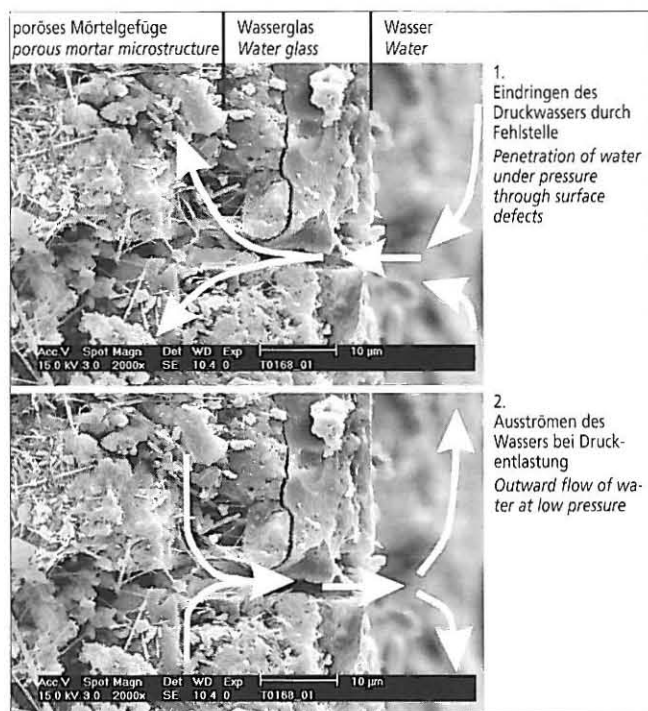 poröses Mörtelgefüge
porous mortar microstructure
Wasserglas
Water glass
Wasser
Water
1.
Eindringen des
Druckwassers durch
Fehlstelle
Penetration of water
under pressure
through surface
defects
Acc.V Spot Magn Det WD Exp 10 µm
15.0 kV 3.0 2000x SE 10.4 0 T0168_01
2.
Ausströmen des
Wassers bei Druck-
entlastung
Outward flow of wa-
ter at low pressure
Acc.V Spot Magn Det WD Exp 10 µm
15.0 kV 3.0 2000x SE 10.4 0 T0168_01